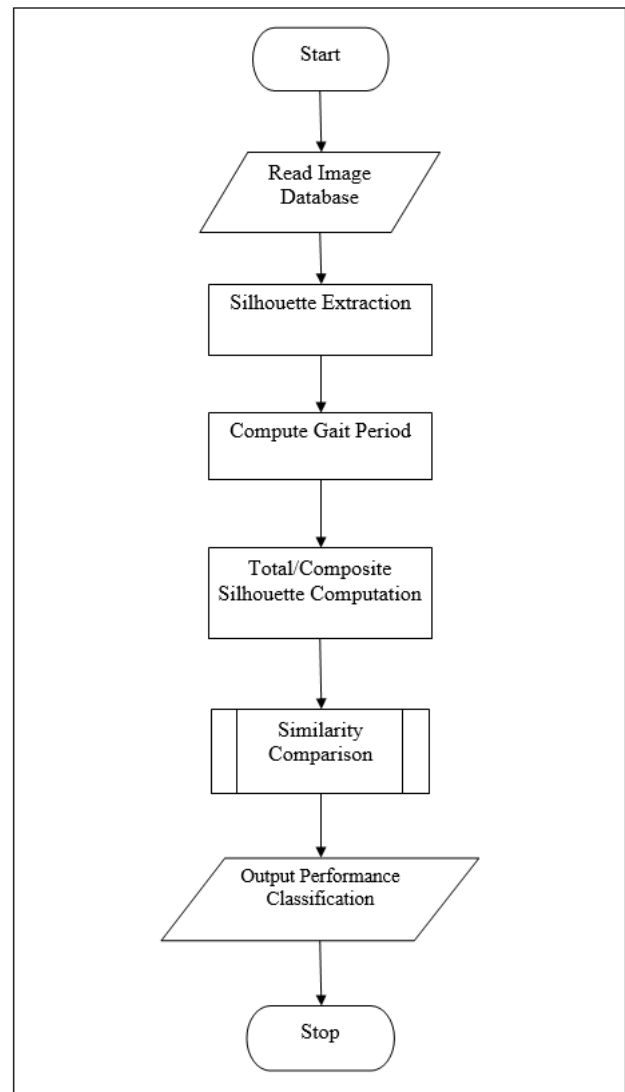 Start
Read Image
Database
Silhouette Extraction
Compute Gait Period
Total/Composite
Silhouette Computation
Similarity
Comparison
Output Performance
Classification
Stop